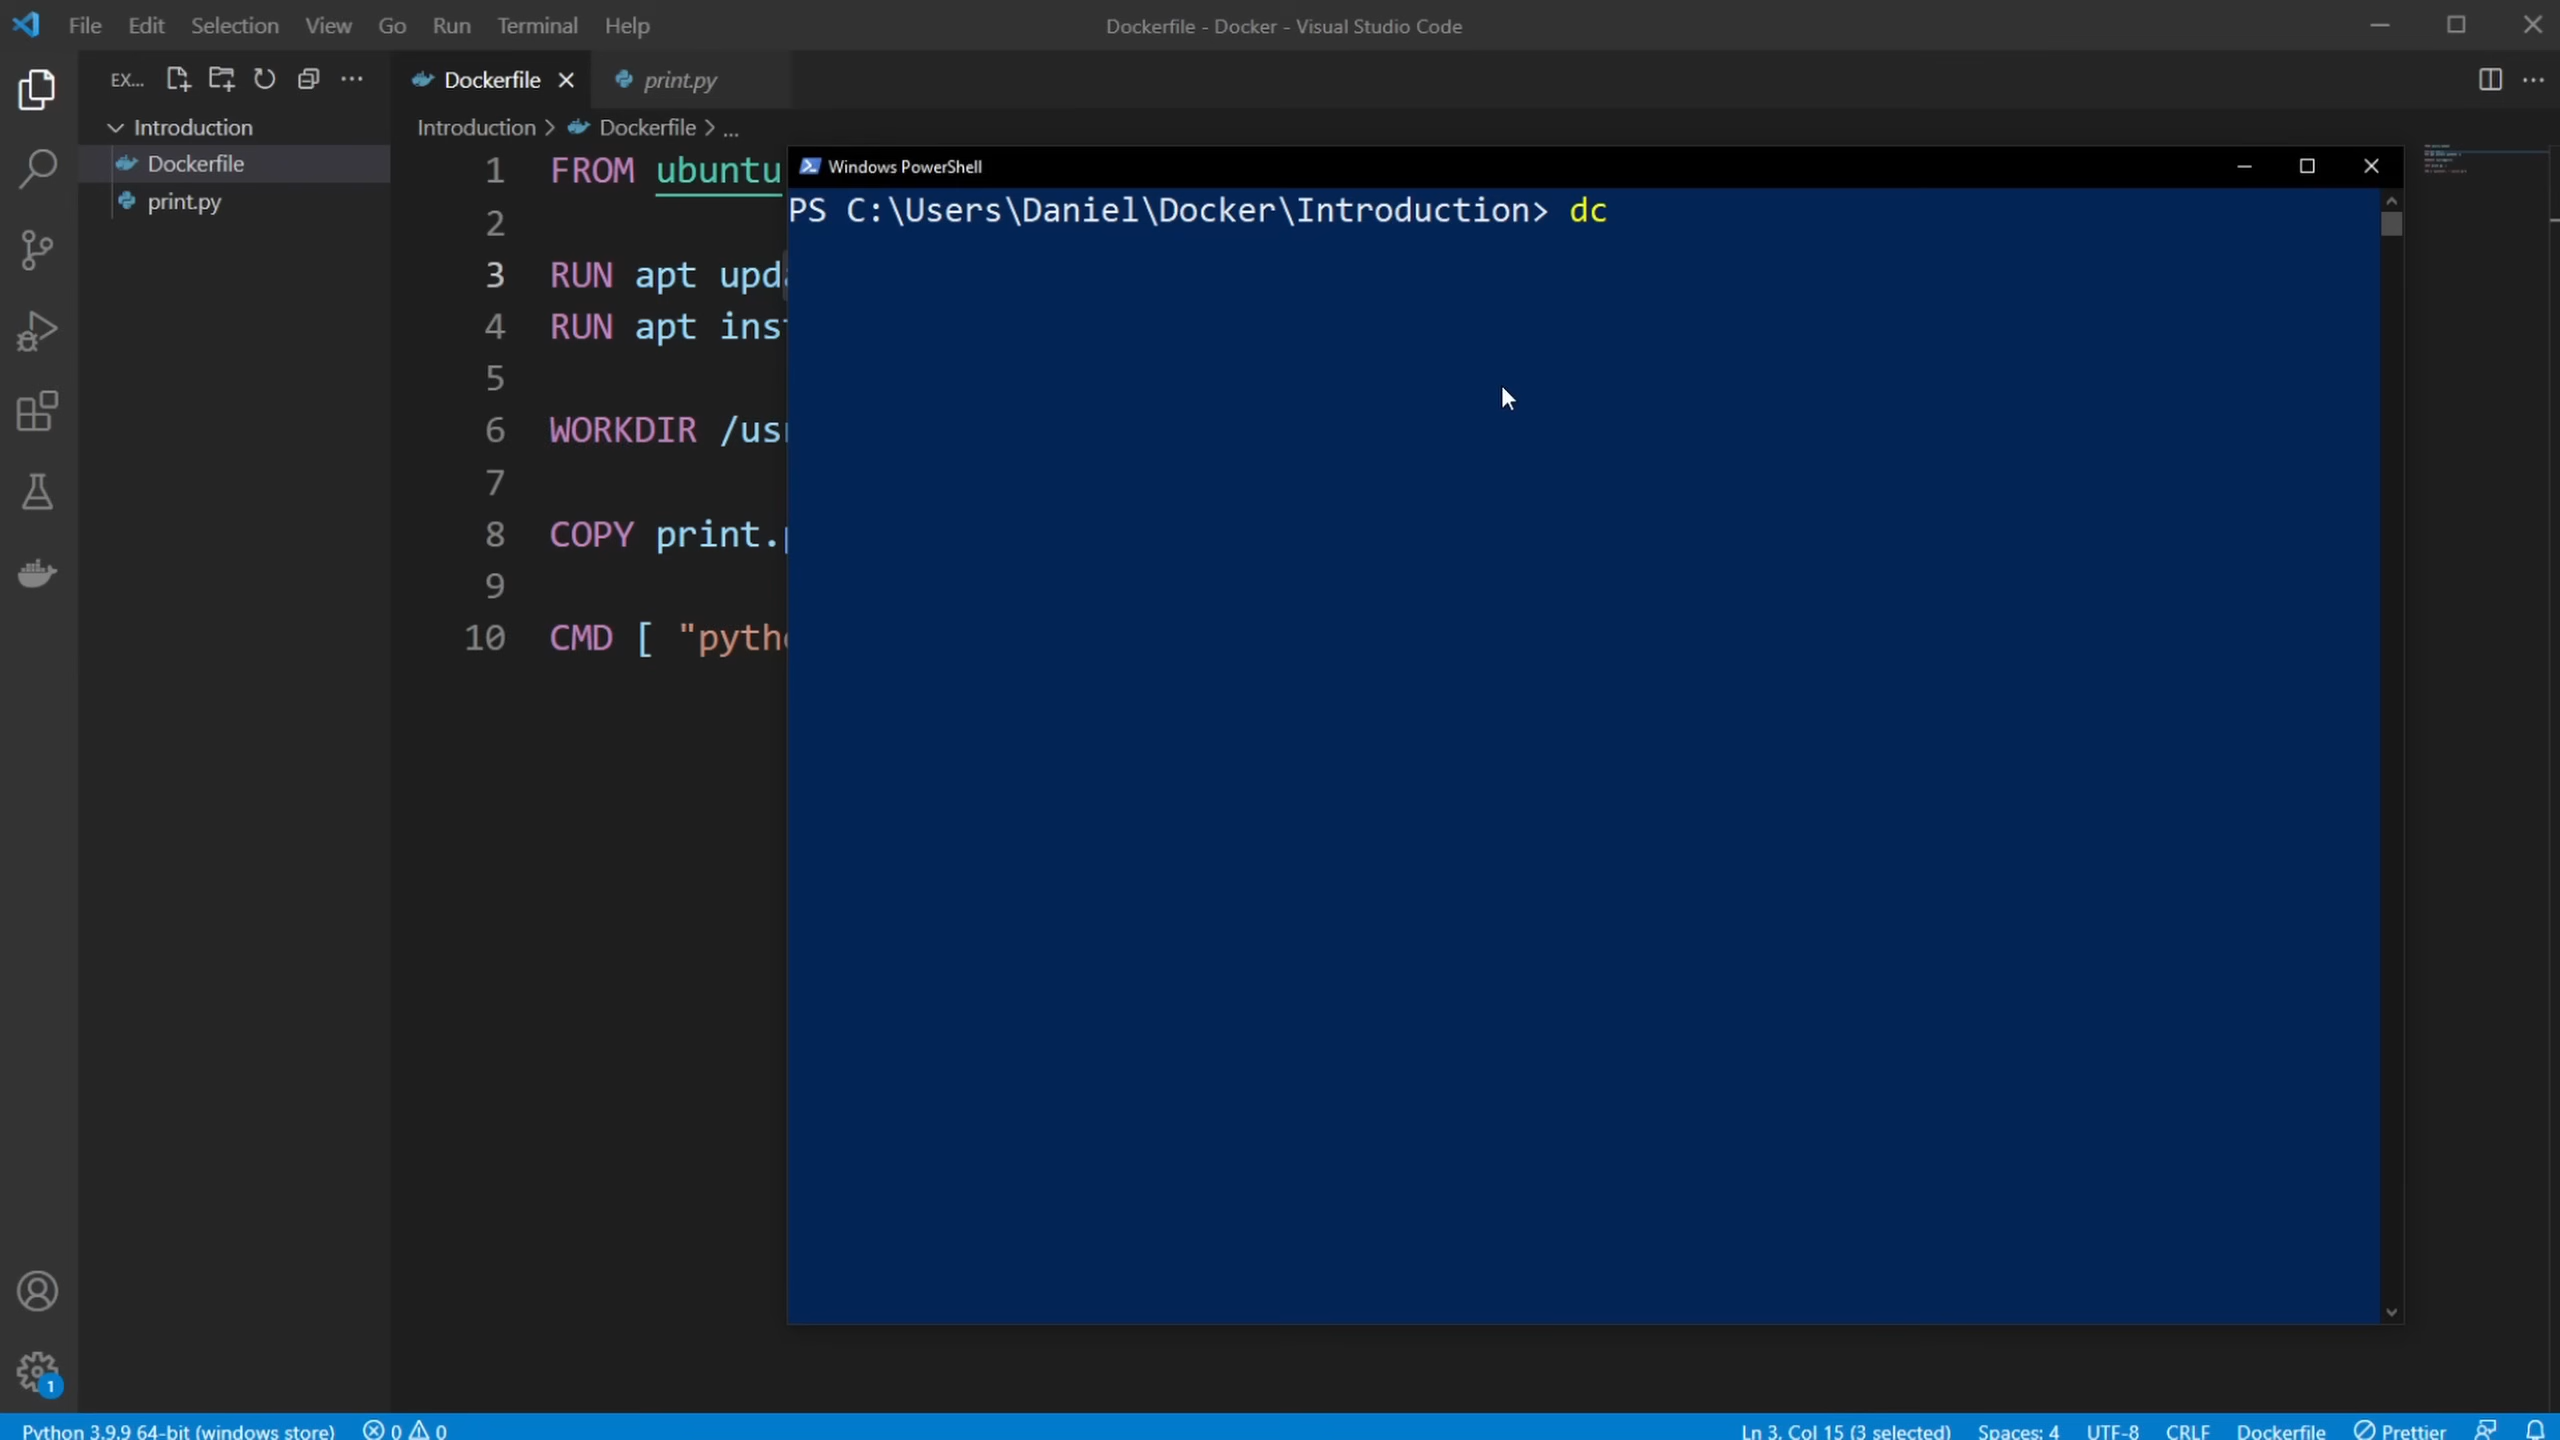 File Edit Selection View Go Run Terminal Help
Dockerfile - Docker - Visual Studio Code
EX...
Dockerfile
print.py
Introduction
Introduction > Dockerfile > ...
Dockerfile
print.py
1 FROM ubuntu
2
3 RUN apt upd
4 RUN apt ins
5
6 WORKDIR /us
7
8 COPY print.
9
10 CMD [ "pyth
Windows PowerShell
PS C:\Users\Daniel\Docker\Introduction> dc
1
Python 3.9.9 64-bit (windows store) 0 0
Ln 3, Col 15 (3 selected) Spaces: 4 UTF-8 CRLF Dockerfile Prettier